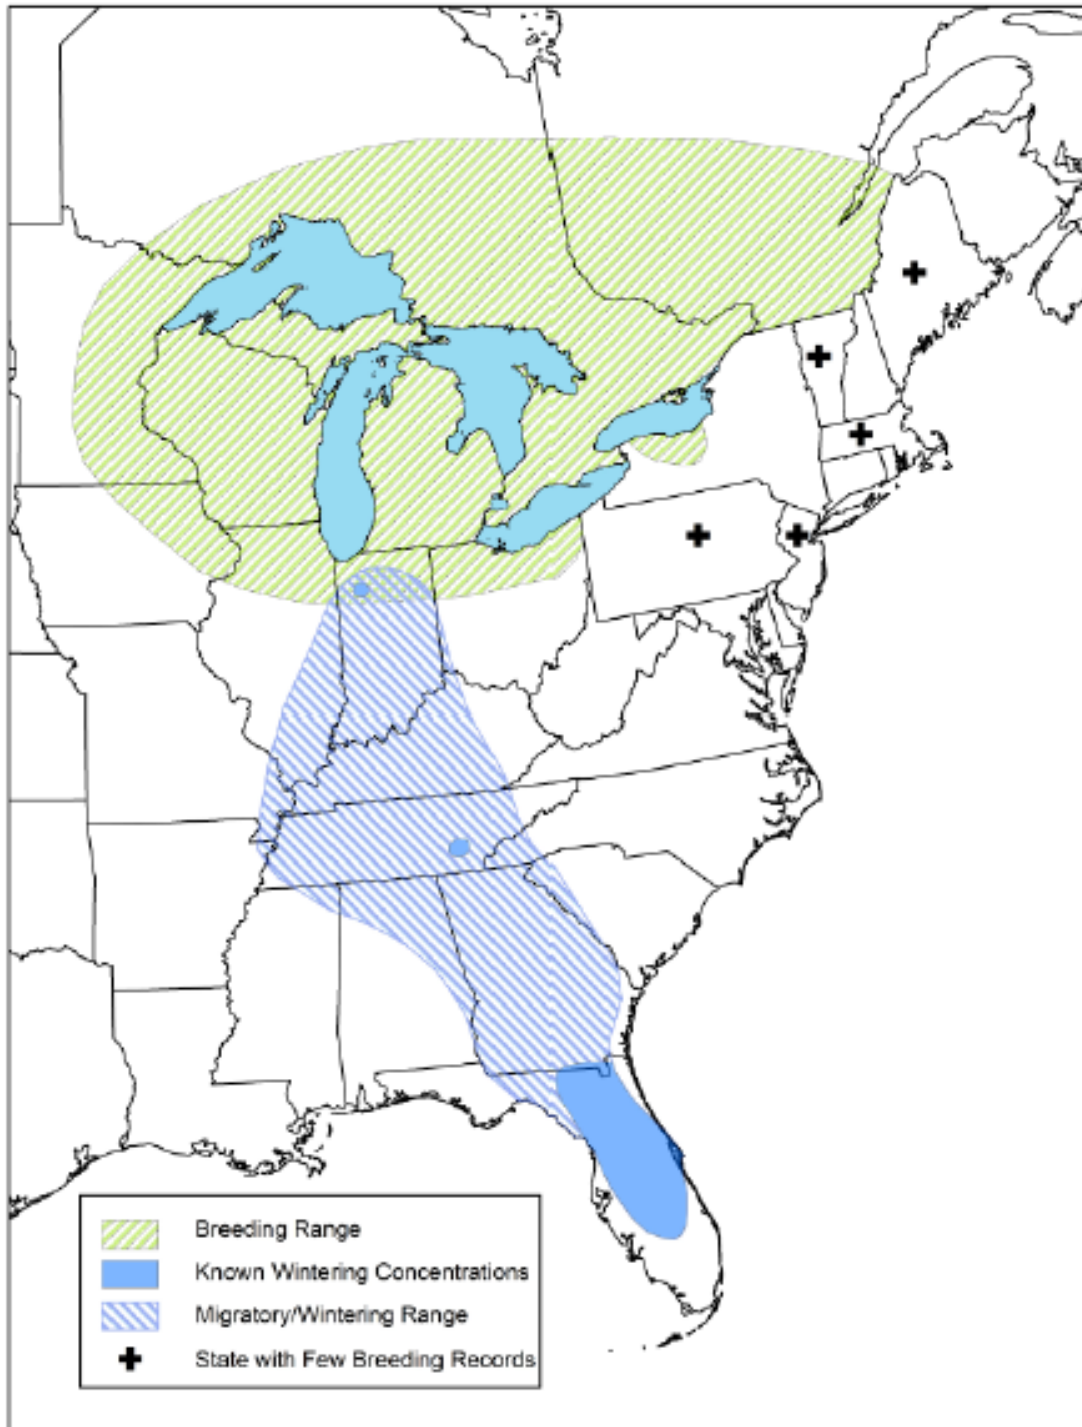 Breeding Range
Known Wintering Concentrations
Migratory/Wintering Range
State with Few Breeding Records